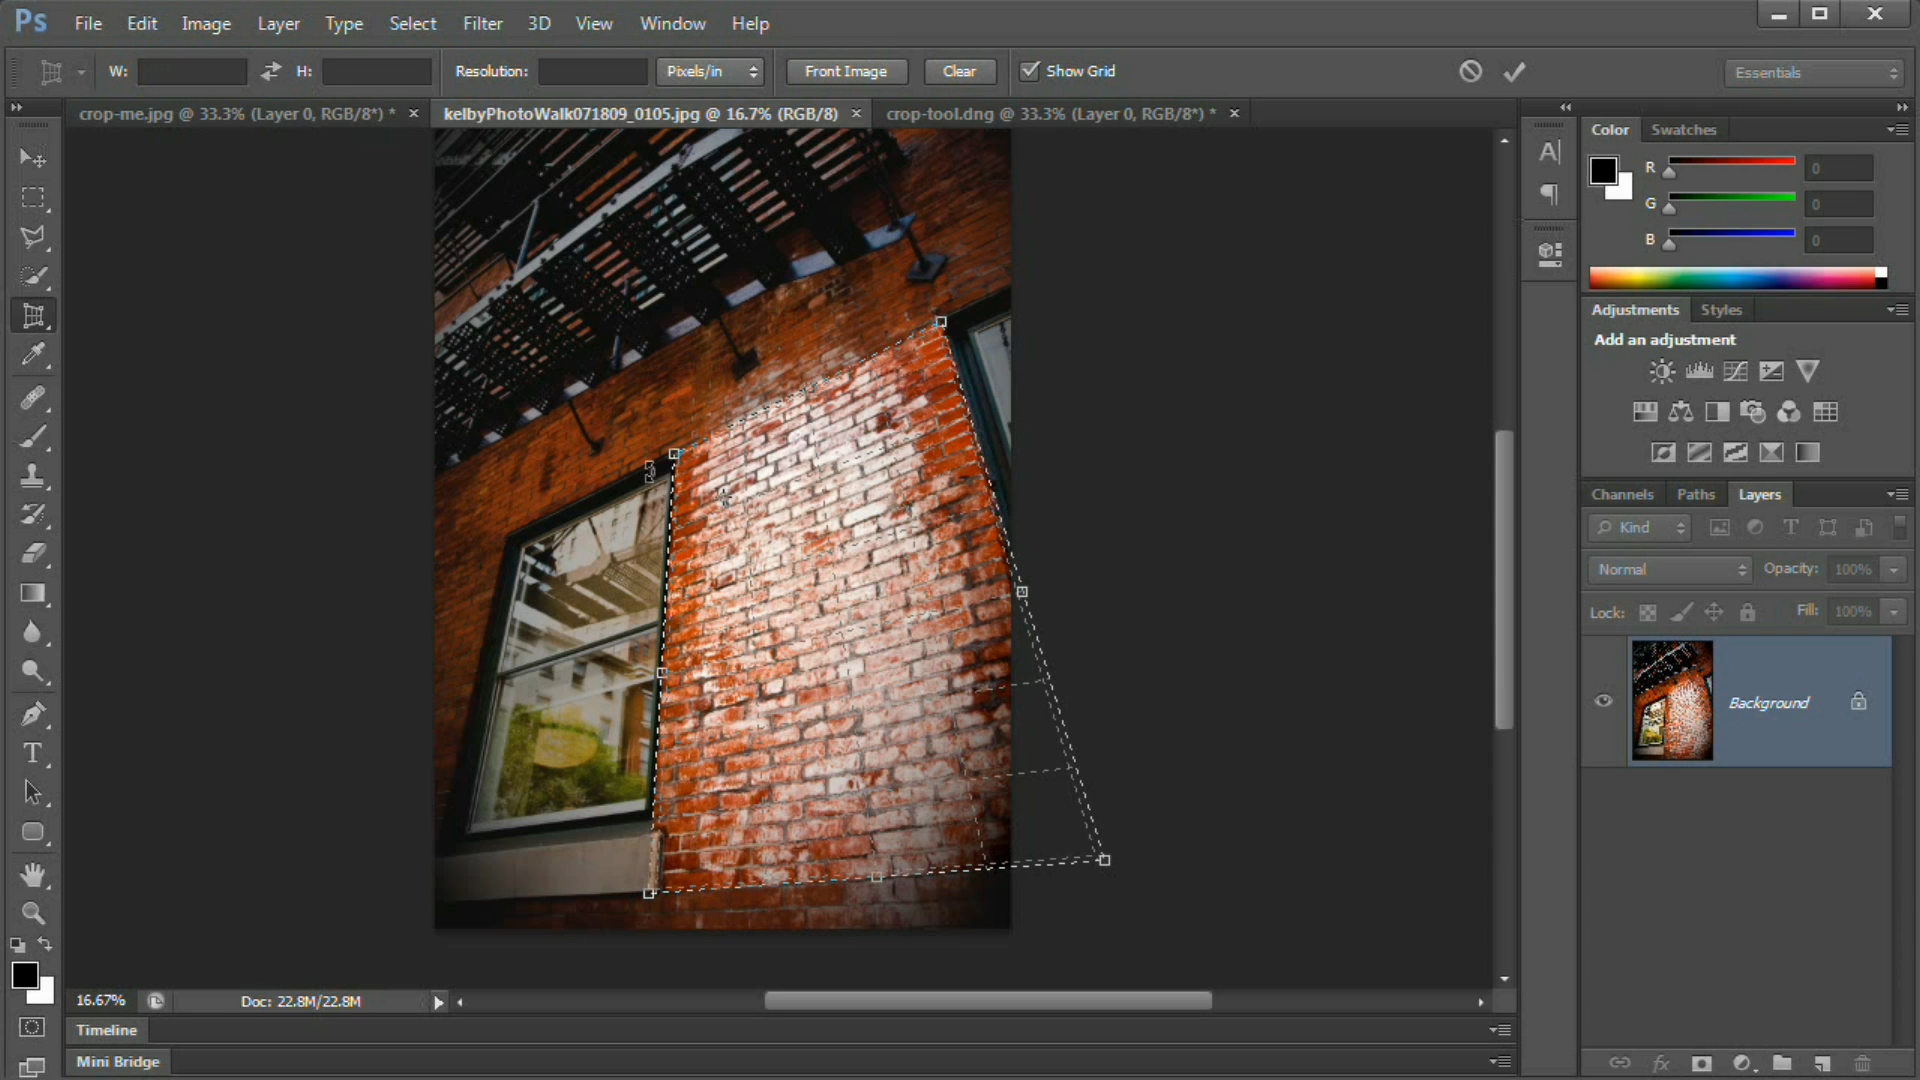 Ps File Edit Image Layer Type Select Filter 3D View Window Help
W: H: Resolution: Pixels/in Front Image Clear Show Grid Essentials
crop-me.jpg @ 33.3% (Layer 0, RGB/8*) * kelbyPhotoWalk071809_0105.jpg @ 16.7% (RGB/8) crop-tool.dng @ 33.3% (Layer 0, RGB/8*) *
Color Swatches
R 0
G 0
B 0
Adjustments Styles
Add an adjustment
Channels Paths Layers
Kind
Normal Opacity: 100%
Lock: Fill: 100%
Background
16.67% Doc: 22.8M/22.8M
Timeline
Mini Bridge